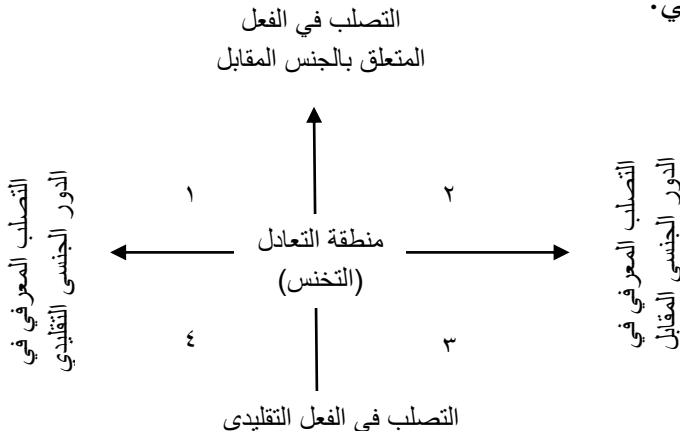 ي.
التصلب في الفعل
المتعلق بالجنس المقابل
١
٢
التصلب المعرفي في
الدور الجنسي المقابل
منطقة التعادل
(التخنس)
التصلب المعرفي في
الدور الجنسي التقليدي
٤
٣
التصلب في الفعل التقليدي